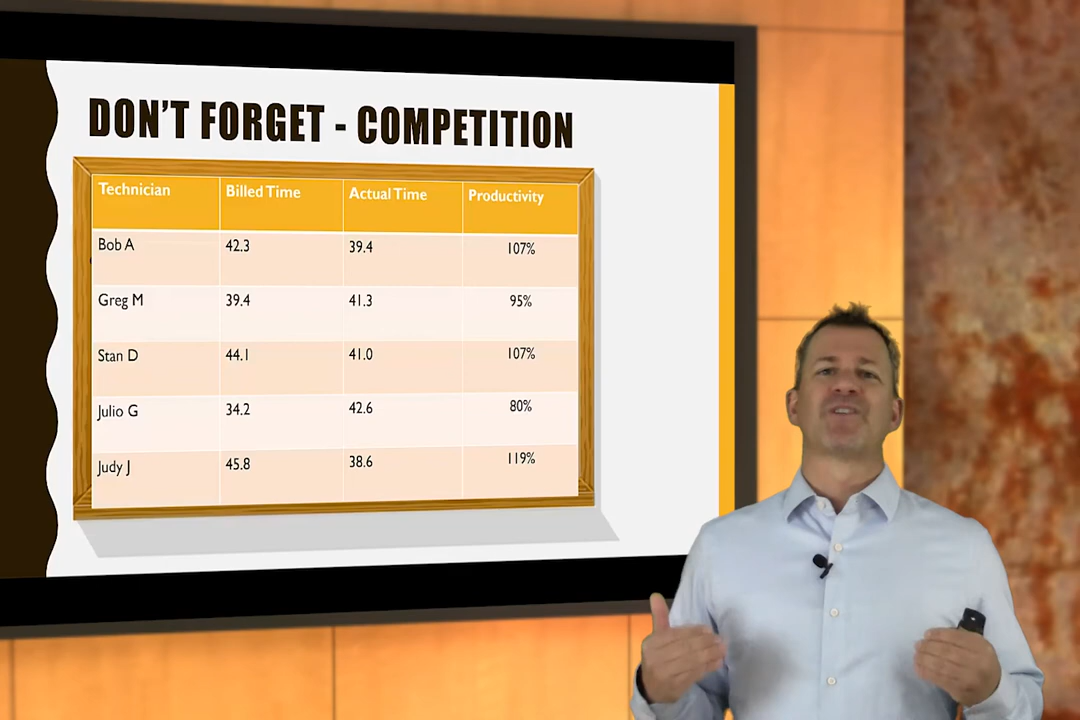 DON'T FORGET - COMPETITION
Technician Billed Time Actual Time Productivity
Bob A 42.3 39.4 107%
Greg M 39.4 41.3 95%
Stan D 44.1 41.0 107%
Julio G 34.2 42.6 80%
Judy J 45.8 38.6 119%